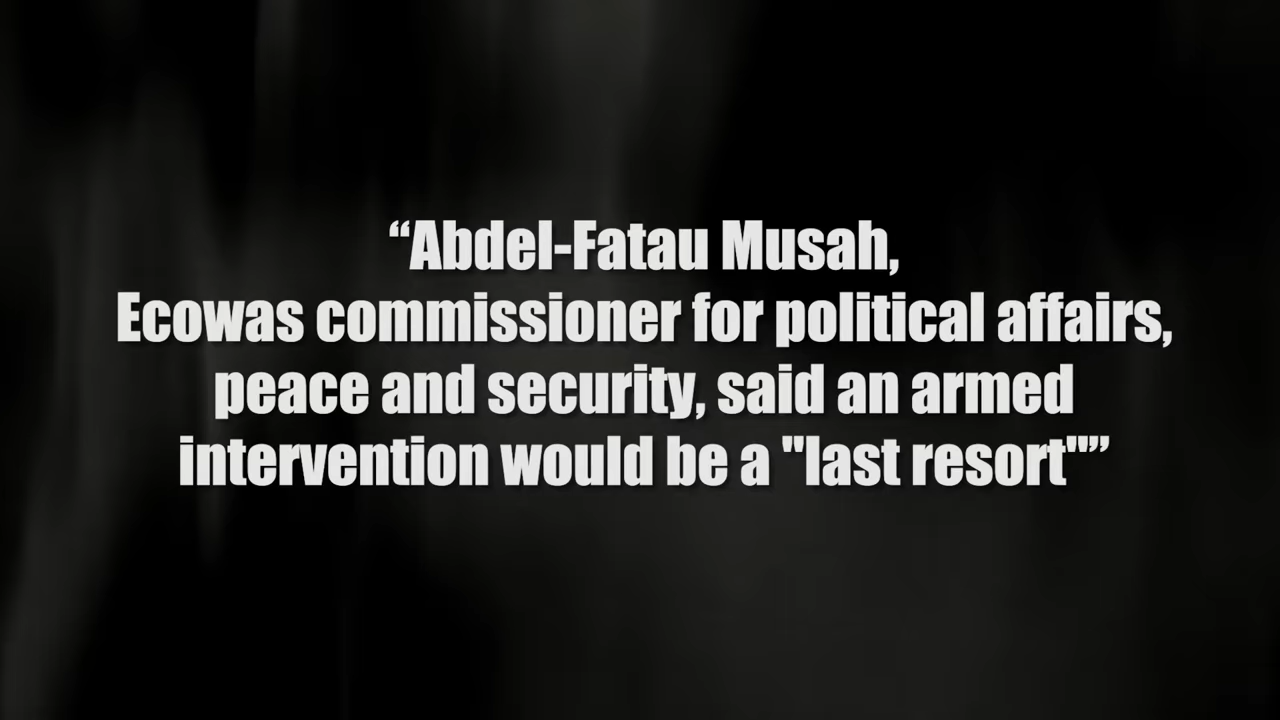 “Abdel-Fatau Musah,
Ecowas commissioner for political affairs,
peace and security, said an armed
intervention would be a "last resort"”